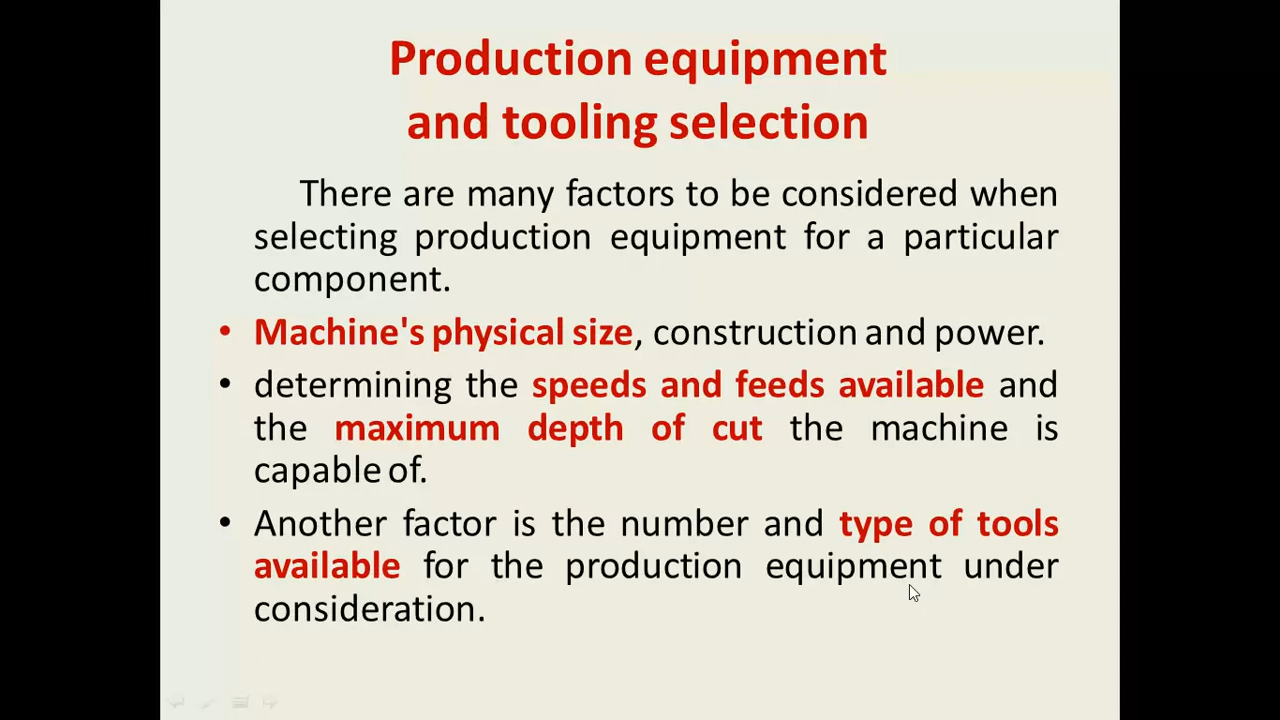 Production equipment
and tooling selection
There are many factors to be considered when
selecting production equipment for a particular
component.
• Machine's physical size, construction and power.
• determining the speeds and feeds available and
the maximum depth of cut the machine is
capable of.
• Another factor is the number and type of tools
available for the production equipment under
consideration.